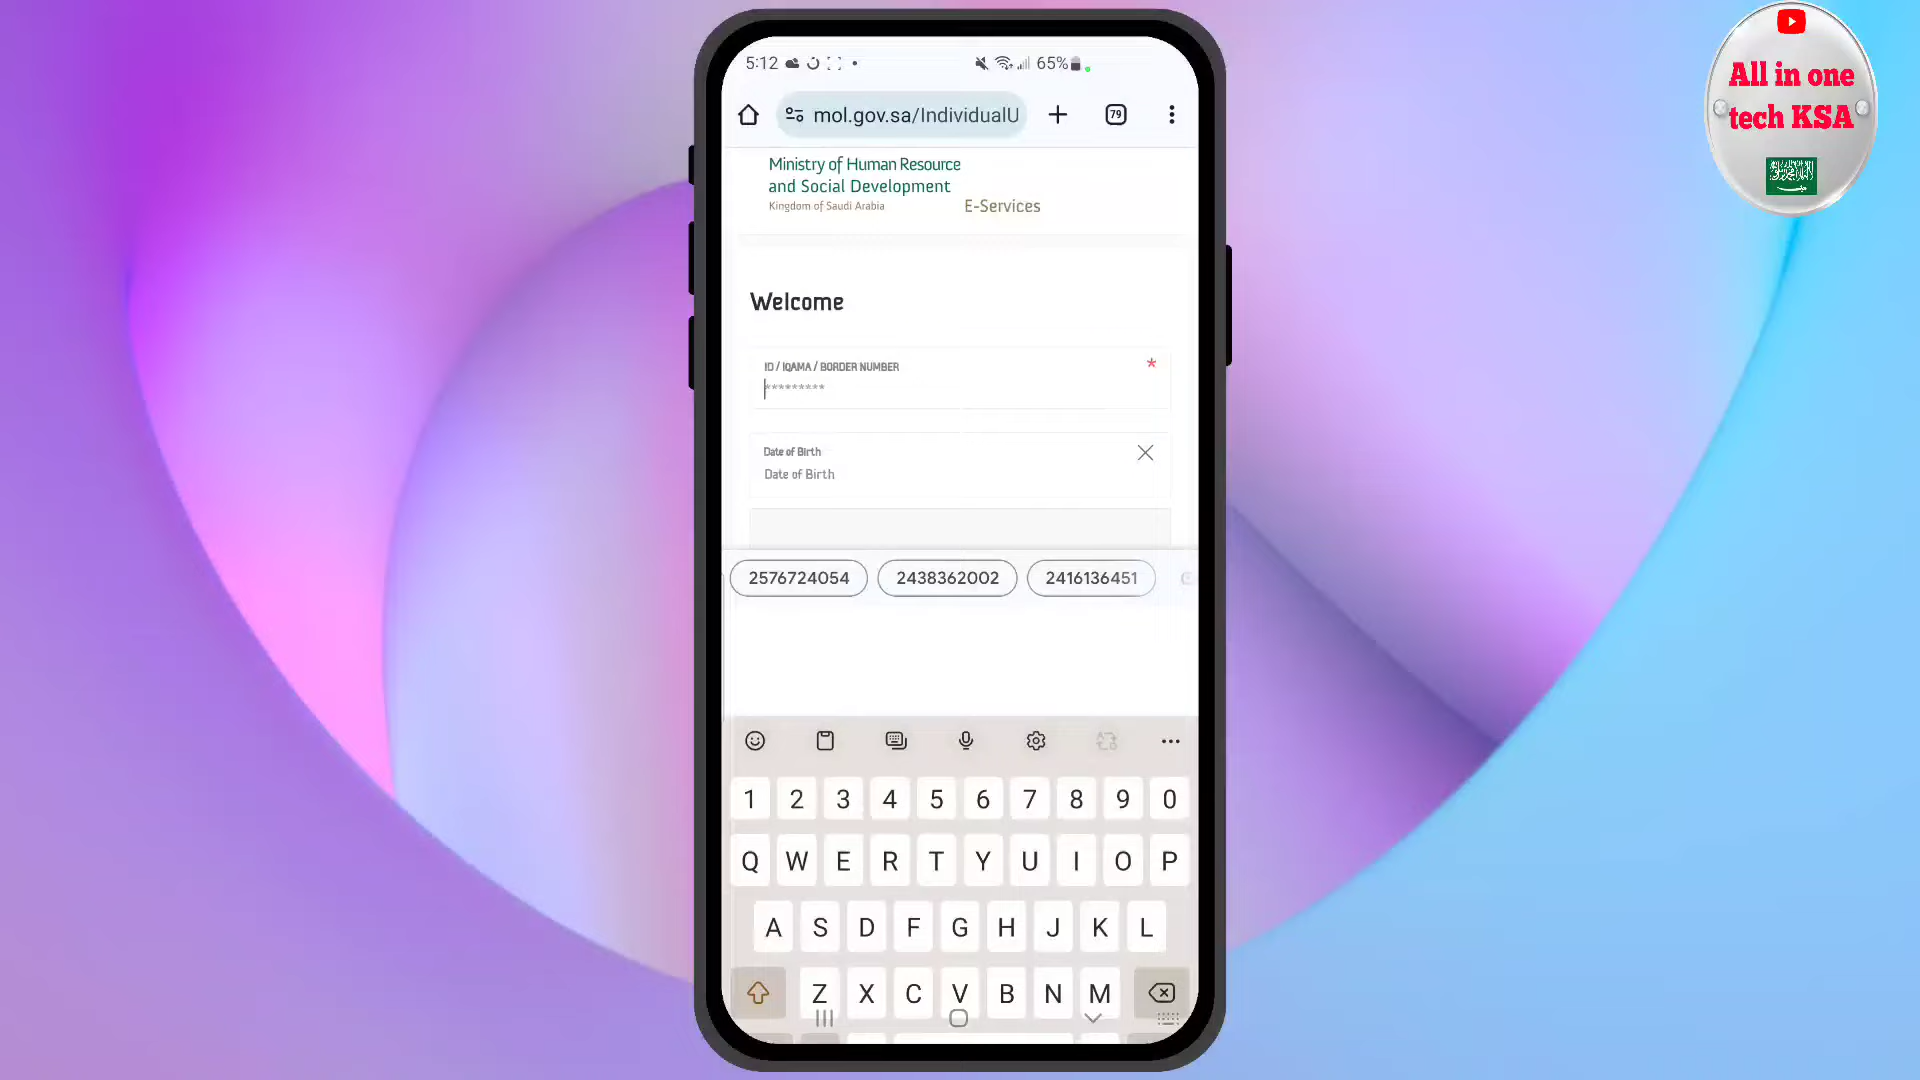 5:12
65%
mol.gov.sa/IndividualU
79
Ministry of Human Resource
and Social Development
Kingdom of Saudi Arabia
E-Services
Welcome
ID / IQAMA / BORDER NUMBER
*
*********
Date of Birth
Date of Birth
2576724054 2438362002 2416136451
1 2 3 4 5 6 7 8 9 0
Q W E R T Y U I O P
A S D F G H J K L
Z X C V B N M
All in one
tech KSA